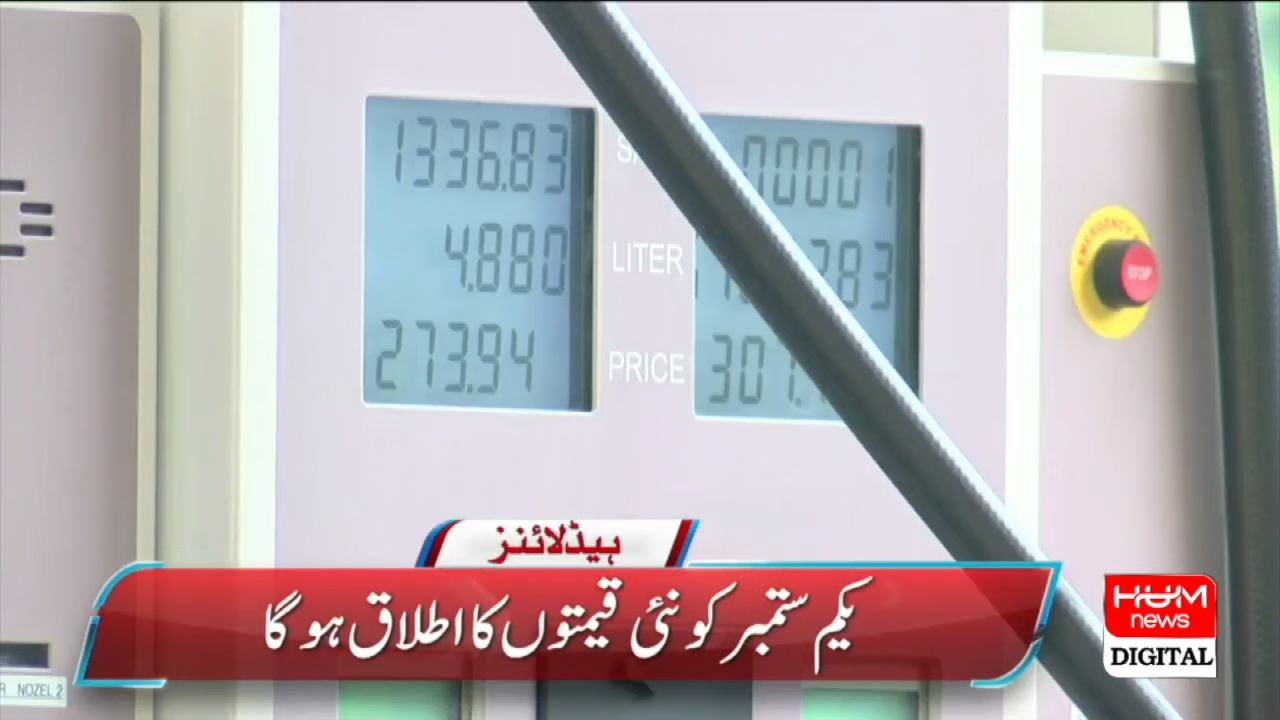 1336.83
00001
4.880
LITER
273.94
PRICE
EMERGENCY
STOP
NOZEL 2
ہیڈلائنز
یکم ستمبر کو نئی قیمتوں کا اطلاق ہو گا
HUM
news
DIGITAL